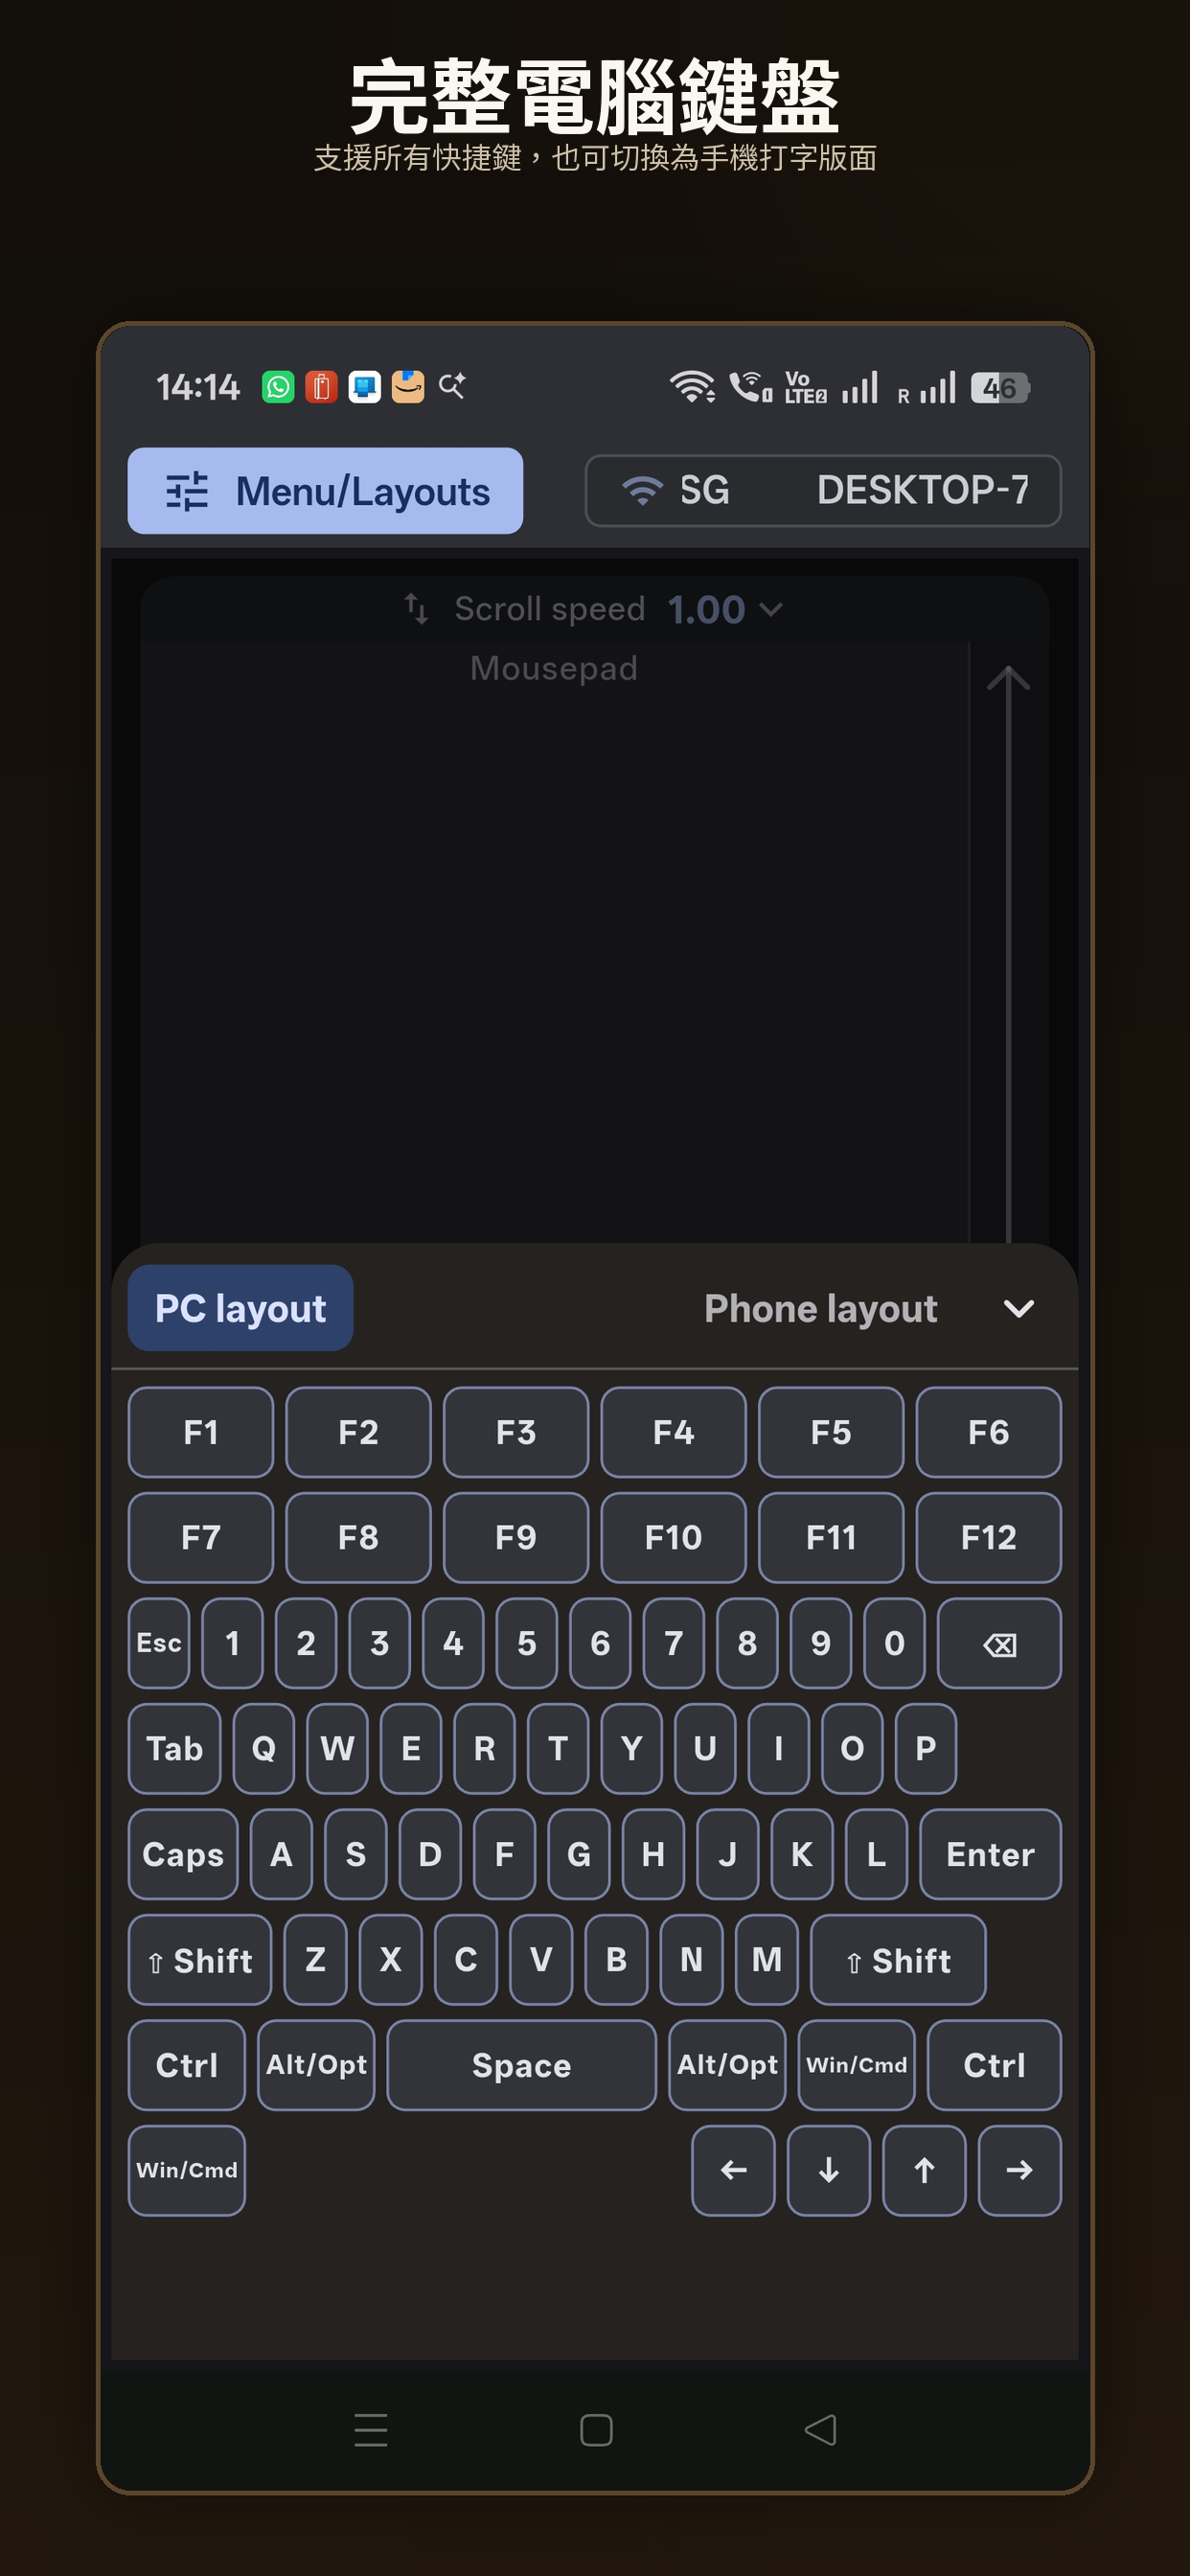 完整電腦鍵盤
支援所有快捷鍵，也可切換為手機打字版面
14:14 Vo LTE2 R 46
Menu/Layouts SG DESKTOP-7
Scroll speed 1.00
Mousepad
PC layout Phone layout
F1 F2 F3 F4 F5 F6
F7 F8 F9 F10 F11 F12
Esc 1 2 3 4 5 6 7 8 9 0
Tab Q W E R T Y U I O P
Caps A S D F G H J K L Enter
⇧ Shift Z X C V B N M ⇧ Shift
Ctrl Alt/Opt Space Alt/Opt Win/Cmd Ctrl
Win/Cmd ← ↓ ↑ →